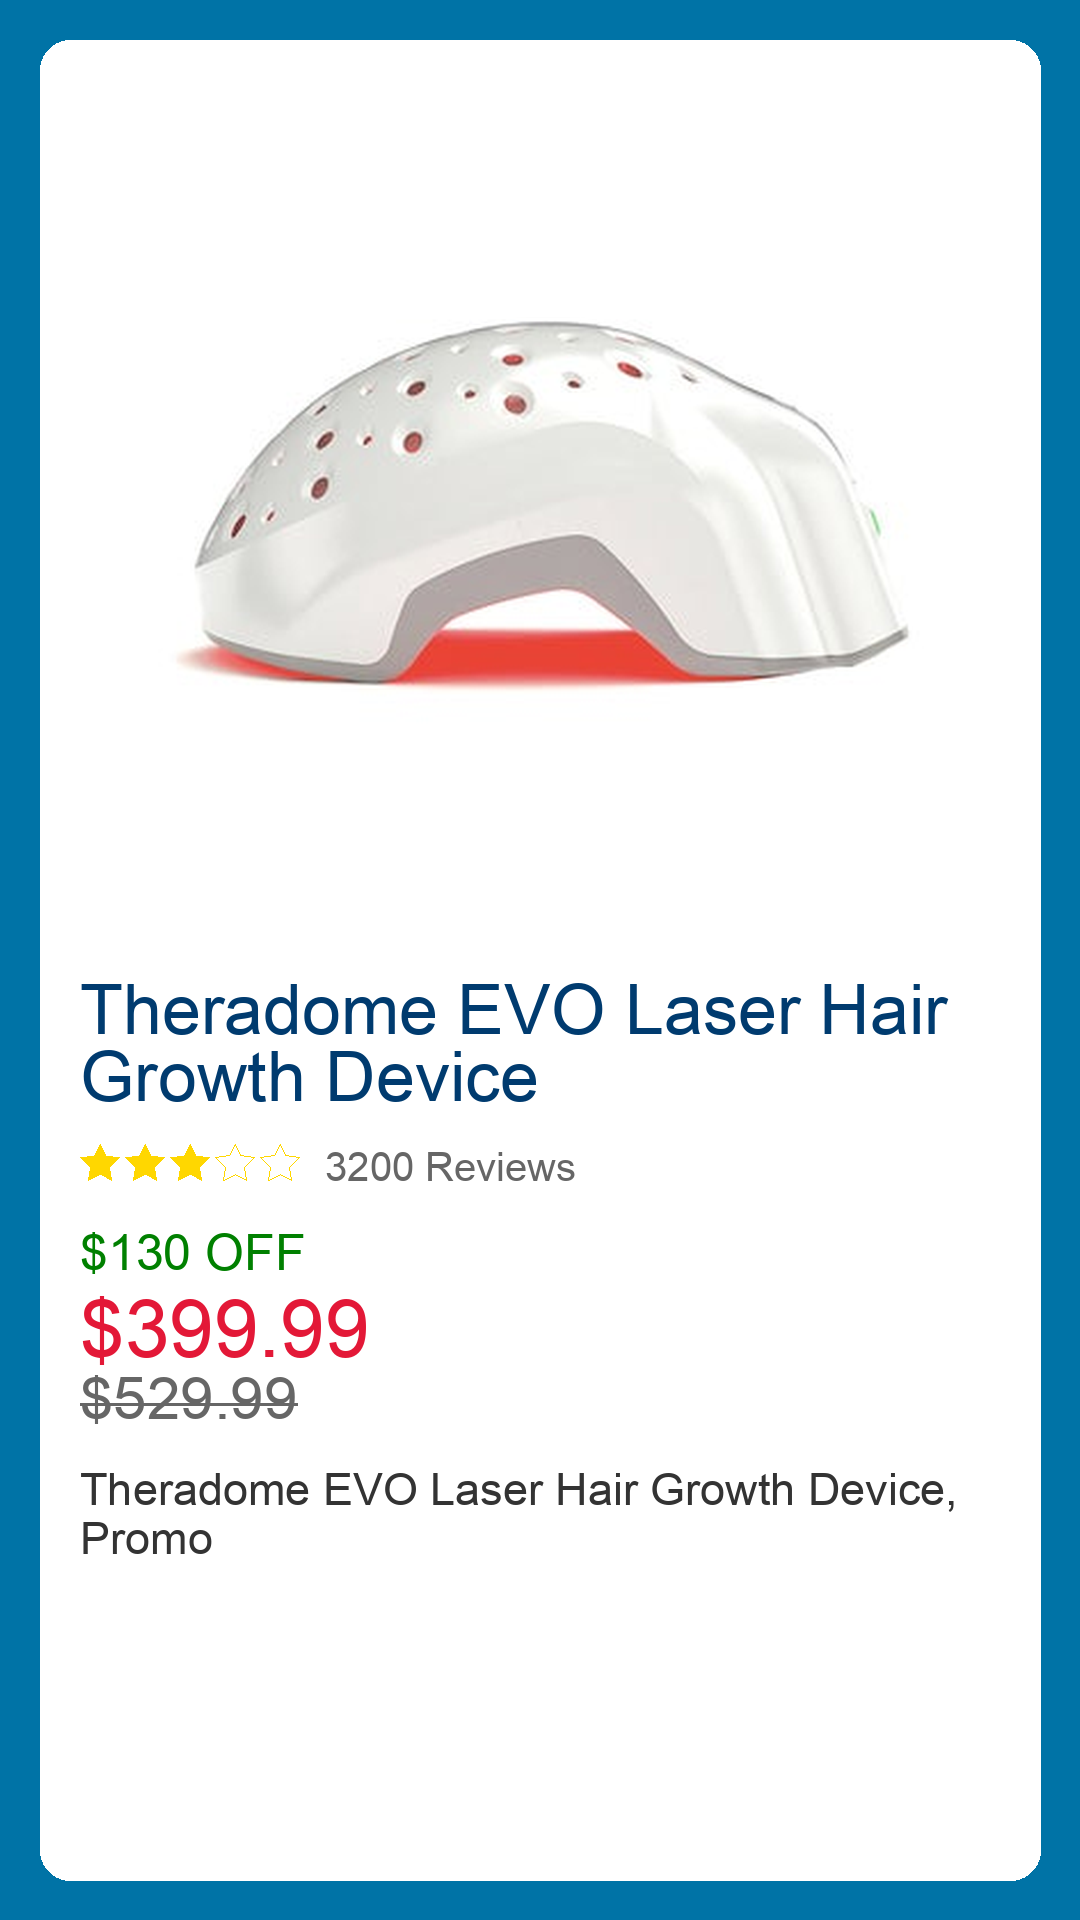 Theradome EVO Laser Hair
Growth Device
3200 Reviews
$130 OFF
$399.99
$529.99
Theradome EVO Laser Hair Growth Device,
Promo